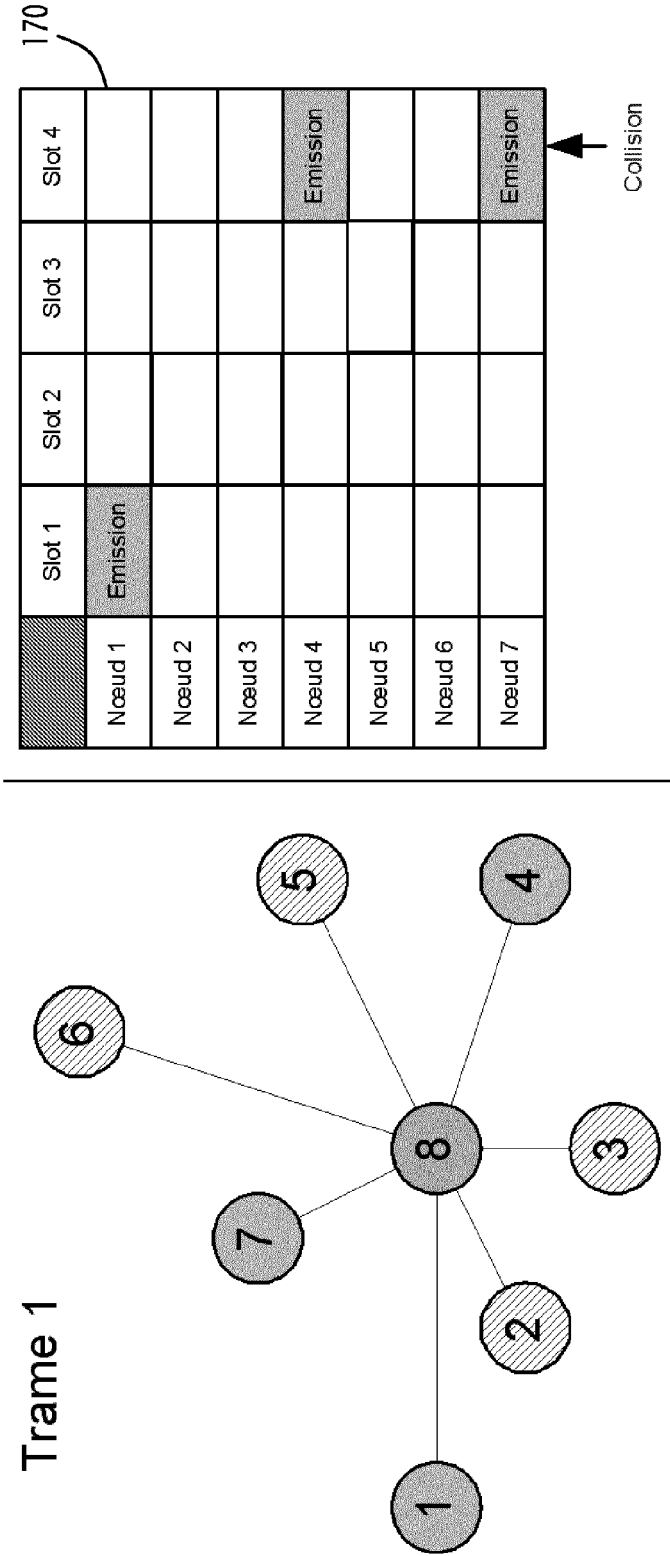 Trame 1
6
7
5
8
1
2
3
4
170
Slot 1 Slot 2 Slot 3 Slot 4
Nœud 1 Emission
Nœud 2
Nœud 3
Nœud 4 Emission
Nœud 5
Nœud 6
Nœud 7 Emission
Collision